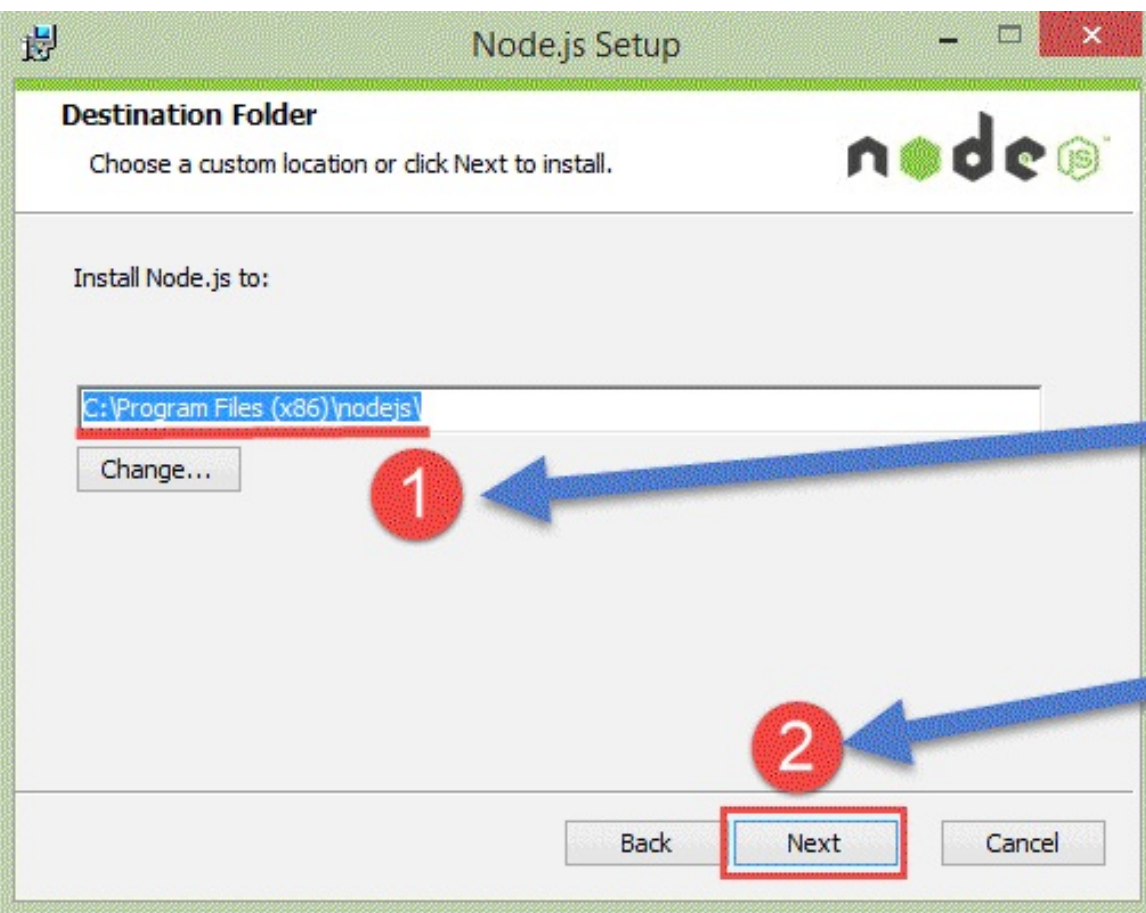 Node.js Setup
Destination Folder
Choose a custom location or click Next to install.
node JS
Install Node.js to:
C:\Program Files (x86)\nodejs\
Change...
1
2
Back Next Cancel